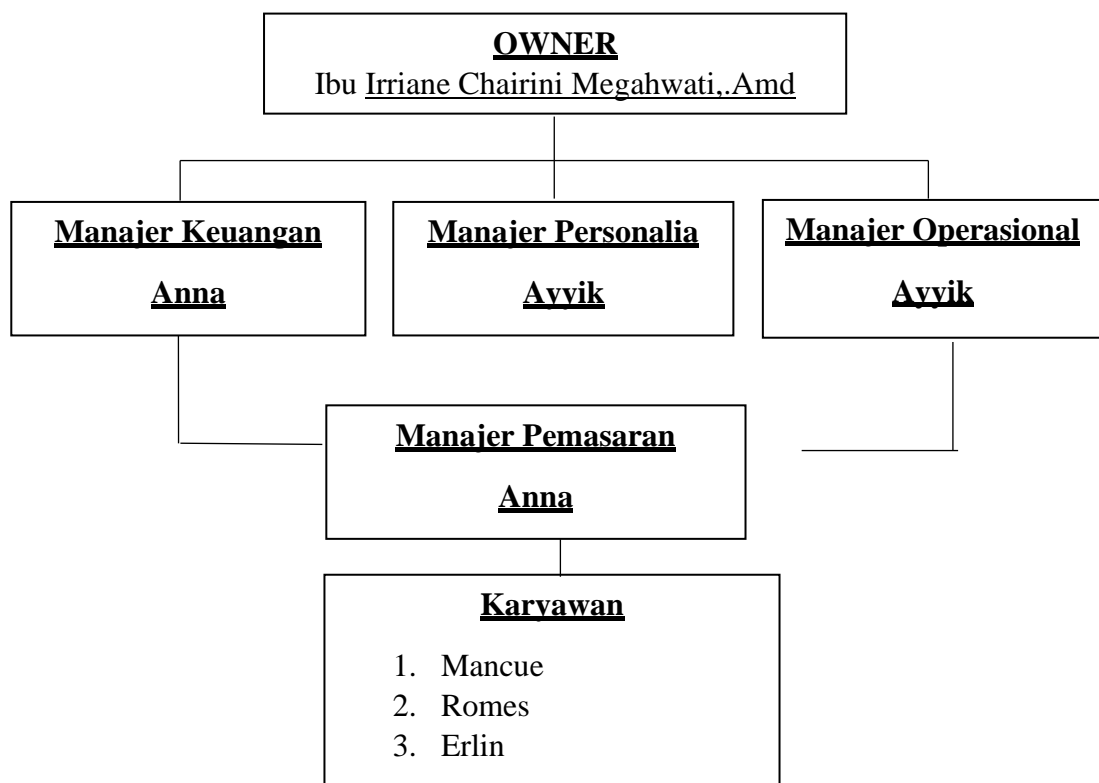 OWNER
Ibu Irriane Chairini Megahwati,.Amd
Manajer Keuangan
Anna
Manajer Personalia
Ayyik
Manajer Operasional
Ayyik
Manajer Pemasaran
Anna
Karyawan
1. Mancue
2. Romes
3. Erlin